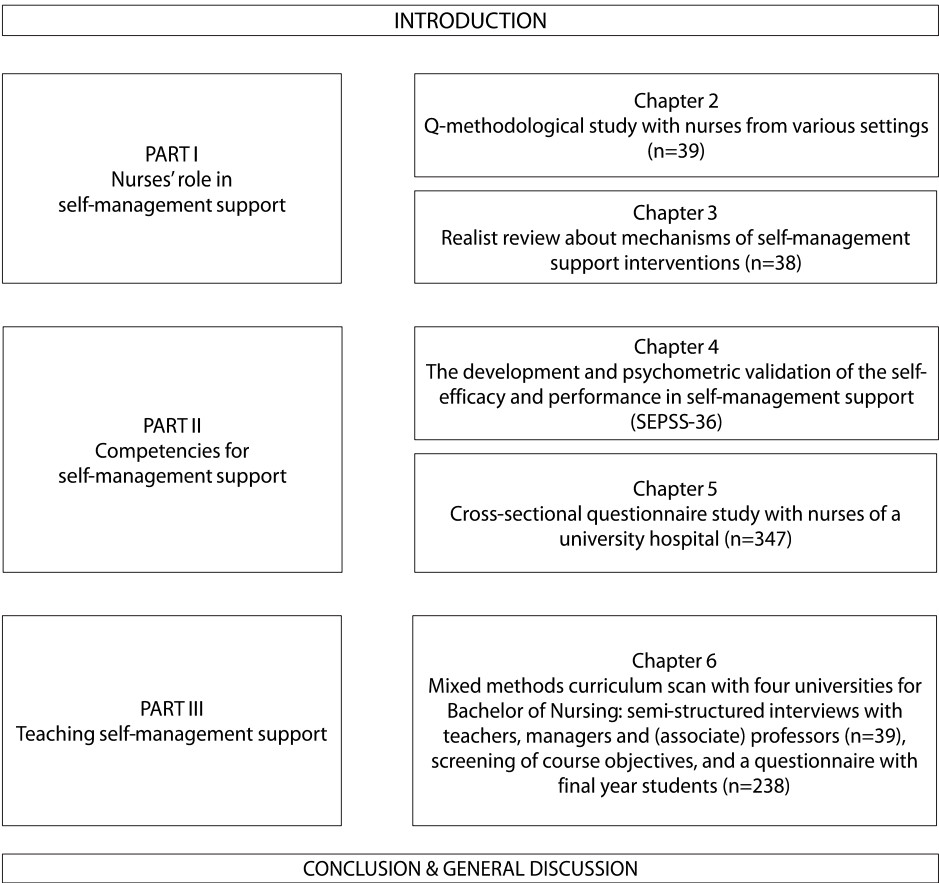 INTRODUCTION
PART I
Nurses’ role in
self-management support
Chapter 2
Q-methodological study with nurses from various settings
(n=39)
Chapter 3
Realist review about mechanisms of self-management
support interventions (n=38)
PART II
Competencies for
self-management support
Chapter 4
The development and psychometric validation of the self-
efficacy and performance in self-management support
(SEPSS-36)
Chapter 5
Cross-sectional questionnaire study with nurses of a
university hospital (n=347)
PART III
Teaching self-management support
Chapter 6
Mixed methods curriculum scan with four universities for
Bachelor of Nursing: semi-structured interviews with
teachers, managers and (associate) professors (n=39),
screening of course objectives, and a questionnaire with
final year students (n=238)
CONCLUSION & GENERAL DISCUSSION